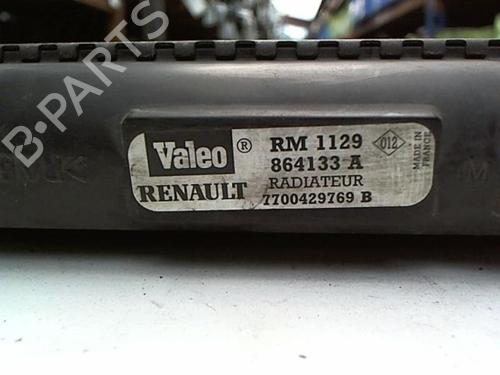 B-PARTS
Valeo ® RM 1129
864133 A
RENAULT RADIATEUR
7700429769 B
012
MADE IN
FRANCE